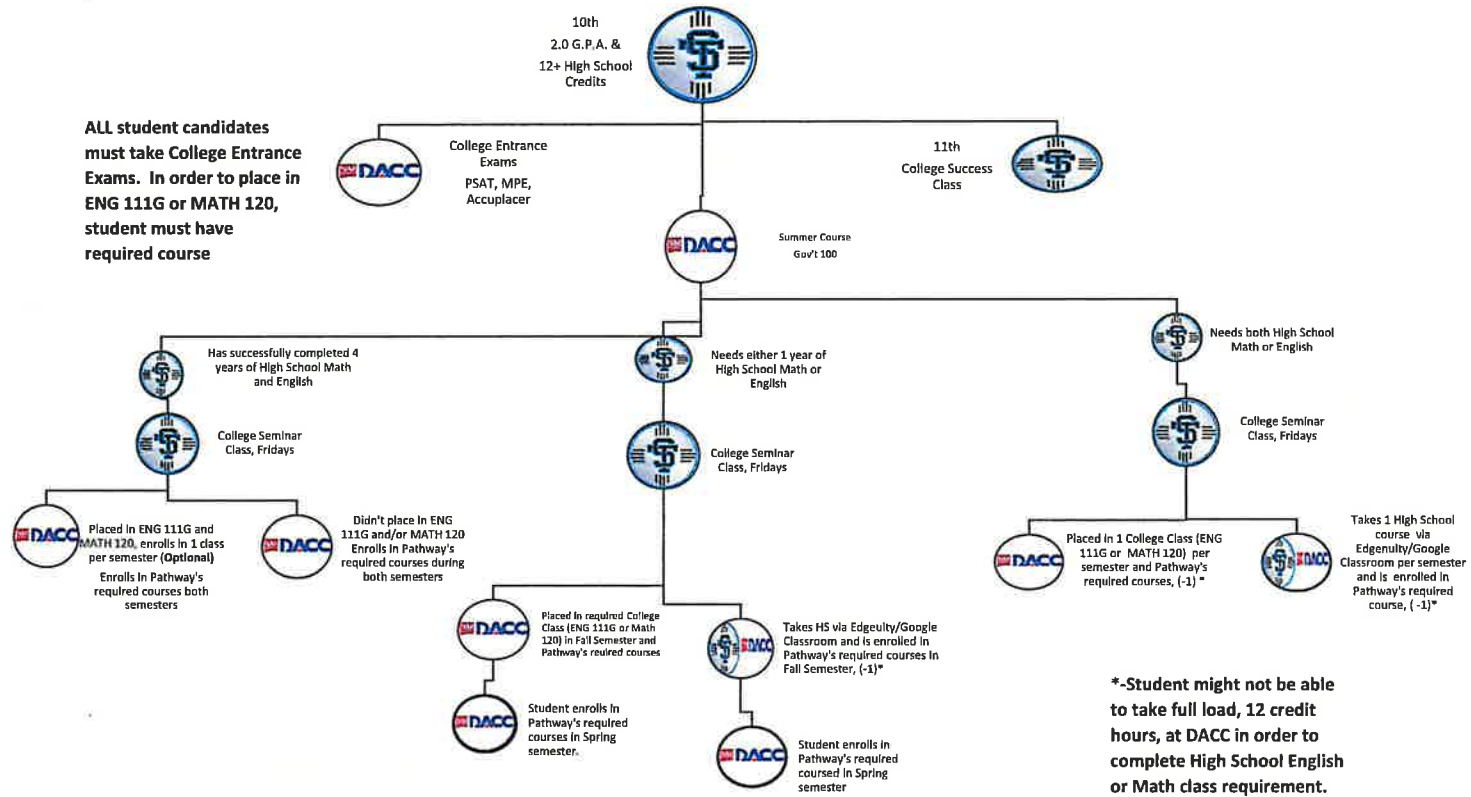 10th
2.0 G.P.A. &
12+ High School
Credits
ALL student candidates
must take College Entrance
Exams. In order to place in
ENG 111G or MATH 120,
student must have
required course
DACC
College Entrance
Exams
PSAT, MPE,
Accuplacer
11th
College Success
Class
DACC
Summer Course
Gov't 100
Has successfully completed 4
years of High School Math
and English
Needs either 1 year of
High School Math or
English
Needs both High School
Math or English
College Seminar
Class, Fridays
College Seminar
Class, Fridays
College Seminar
Class, Fridays
DACC
Placed in ENG 111G and
MATH 120, enrolls in 1 class
per semester (Optional)
Enrolls in Pathway's
required courses both
semesters
DACC
Didn't place in ENG
111G and/or MATH 120
Enrolls in Pathway's
required courses during
both semesters
DACC
Placed in 1 College Class (ENG
111G or MATH 120) per
semester and Pathway's
required courses, (-1) *
DACC
Takes 1 High School
course via
Edgenuity/Google
Classroom per semester
and is enrolled in
Pathway's required
course, ( -1)*
DACC
Placed in required College
Class (ENG 111G or Math
120) in Fall Semester and
Pathway's reuired courses
DACC
Takes HS via Edgeulty/Google
Classroom and is enrolled in
Pathway's required courses in
Fall Semester, (-1)*
DACC
Student enrolls in
Pathway's required
courses in Spring
semester.
DACC
Student enrolls in
Pathway's required
coursed in Spring
semester
*-Student might not be able
to take full load, 12 credit
hours, at DACC in order to
complete High School English
or Math class requirement.